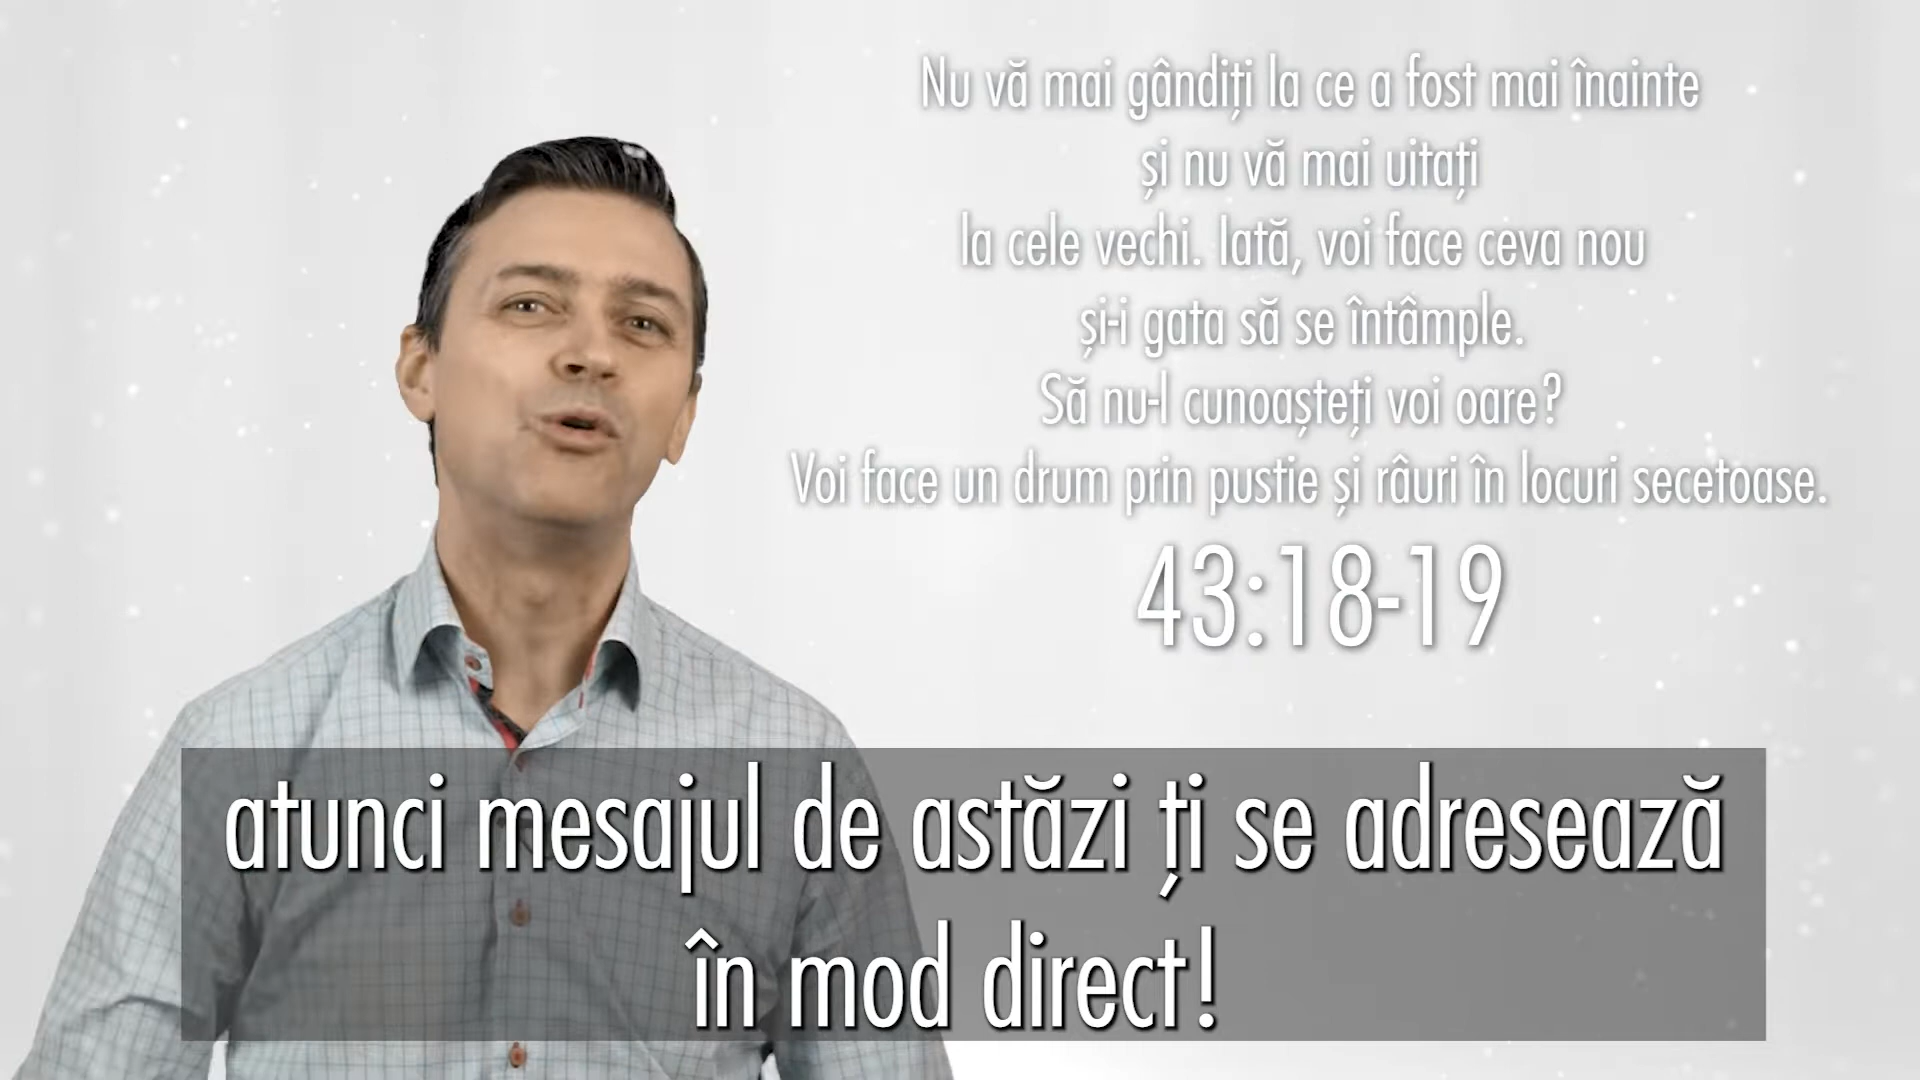 Nu vă mai gândiți la ce a fost mai înainte
și nu vă mai uitați
la cele vechi. Iată, voi face ceva nou
și-i gata să se întâmple.
Să nu-l cunoașteți voi oare?
Voi face un drum prin pustie și râuri în locuri secetoase.
43:18-19
atunci mesajul de astăzi ți se adresează
în mod direct!